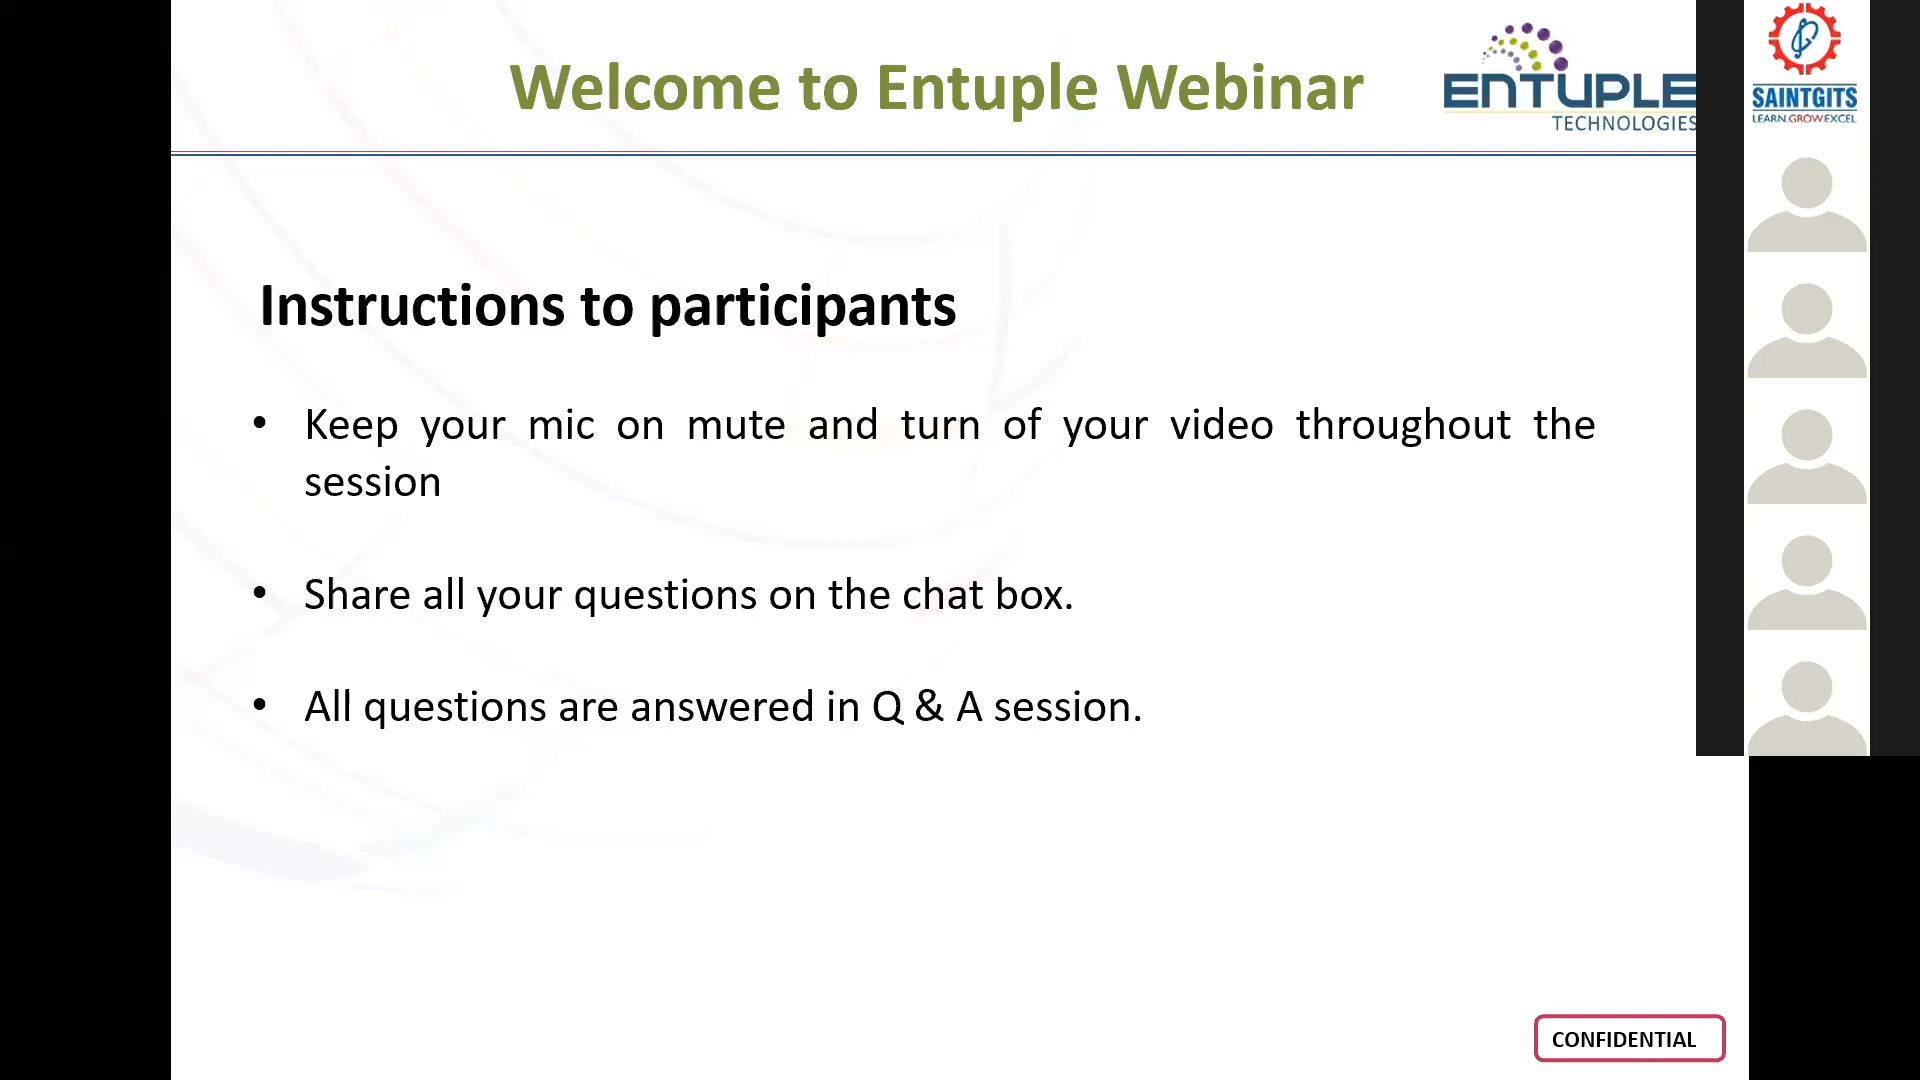 Welcome to Entuple Webinar
ENTUPLE
TECHNOLOGIES
SAINTGITS
LEARN.GROW.EXCEL
Instructions to participants
• Keep your mic on mute and turn of your video throughout the
session
• Share all your questions on the chat box.
• All questions are answered in Q & A session.
CONFIDENTIAL